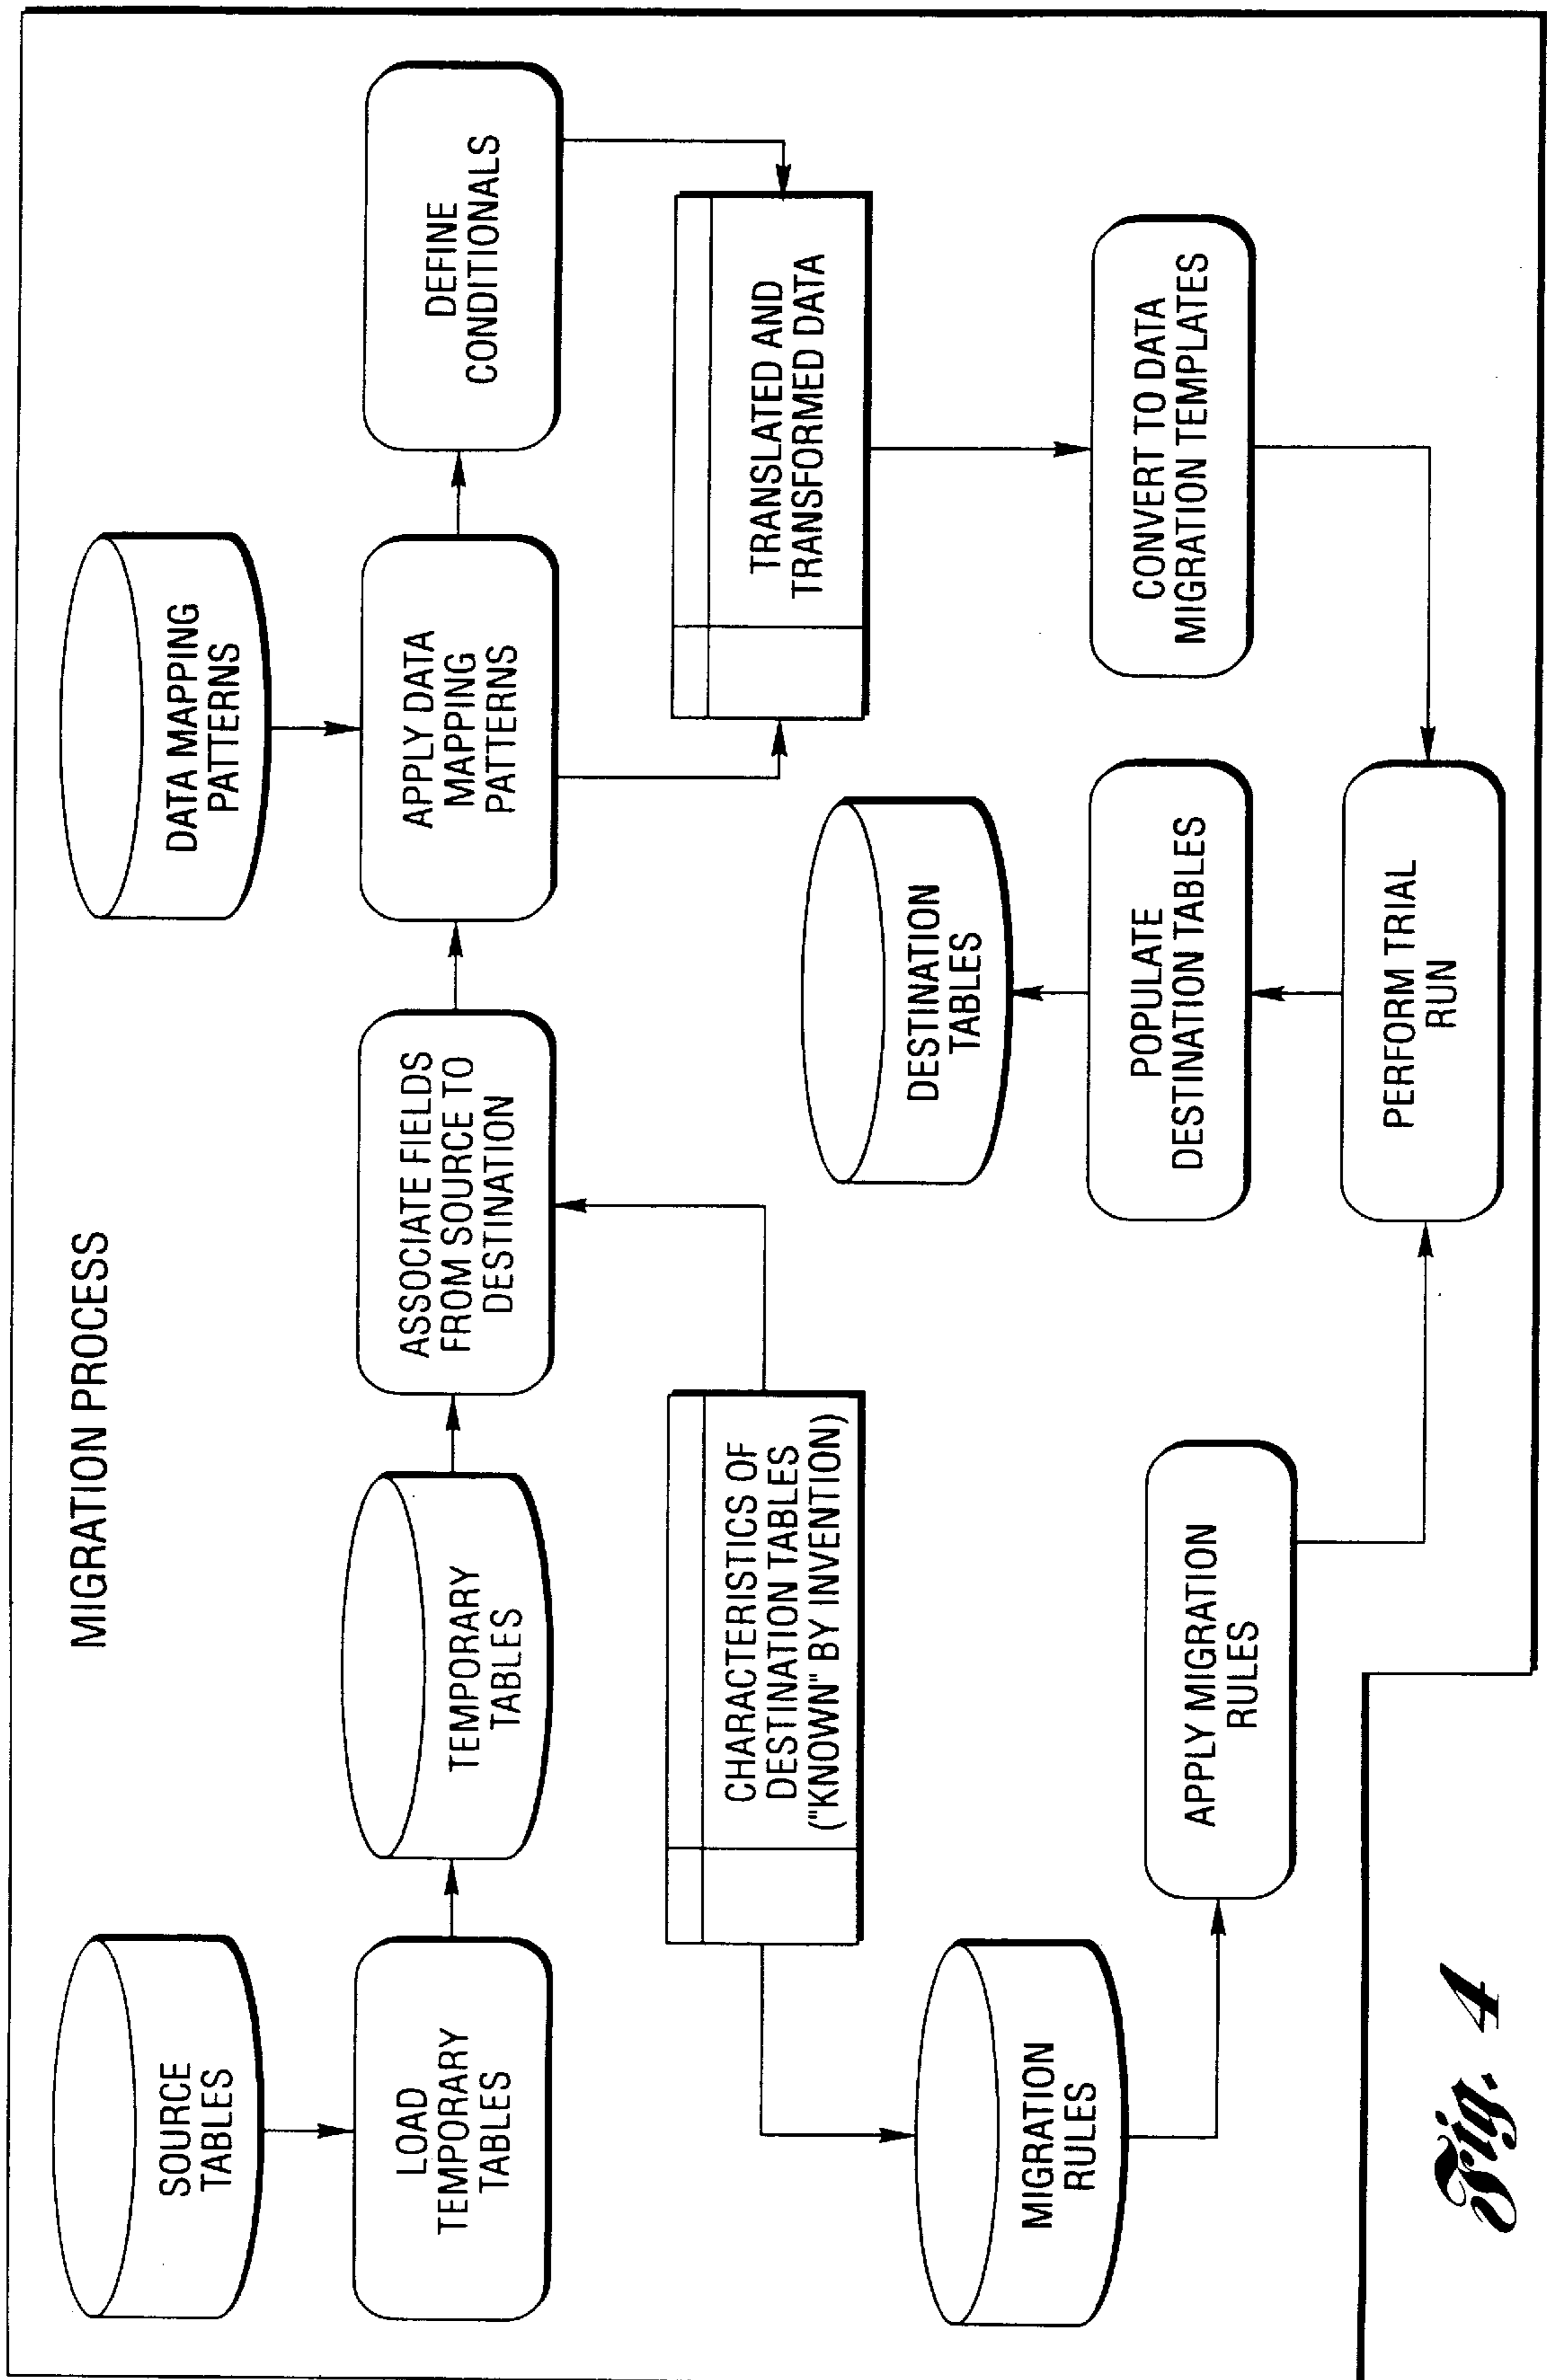 MIGRATION PROCESS
SOURCE
TABLES
DATA MAPPING
PATTERNS
LOAD
TEMPORARY
TABLES
TEMPORARY
TABLES
ASSOCIATE FIELDS
FROM SOURCE TO
DESTINATION
APPLY DATA
MAPPING
PATTERNS
DEFINE
CONDITIONALS
CHARACTERISTICS OF
DESTINATION TABLES
("KNOWN" BY INVENTION)
TRANSLATED AND
TRANSFORMED DATA
MIGRATION
RULES
DESTINATION
TABLES
APPLY MIGRATION
RULES
POPULATE
DESTINATION TABLES
CONVERT TO DATA
MIGRATION TEMPLATES
PERFORM TRIAL
RUN
Fig. 4